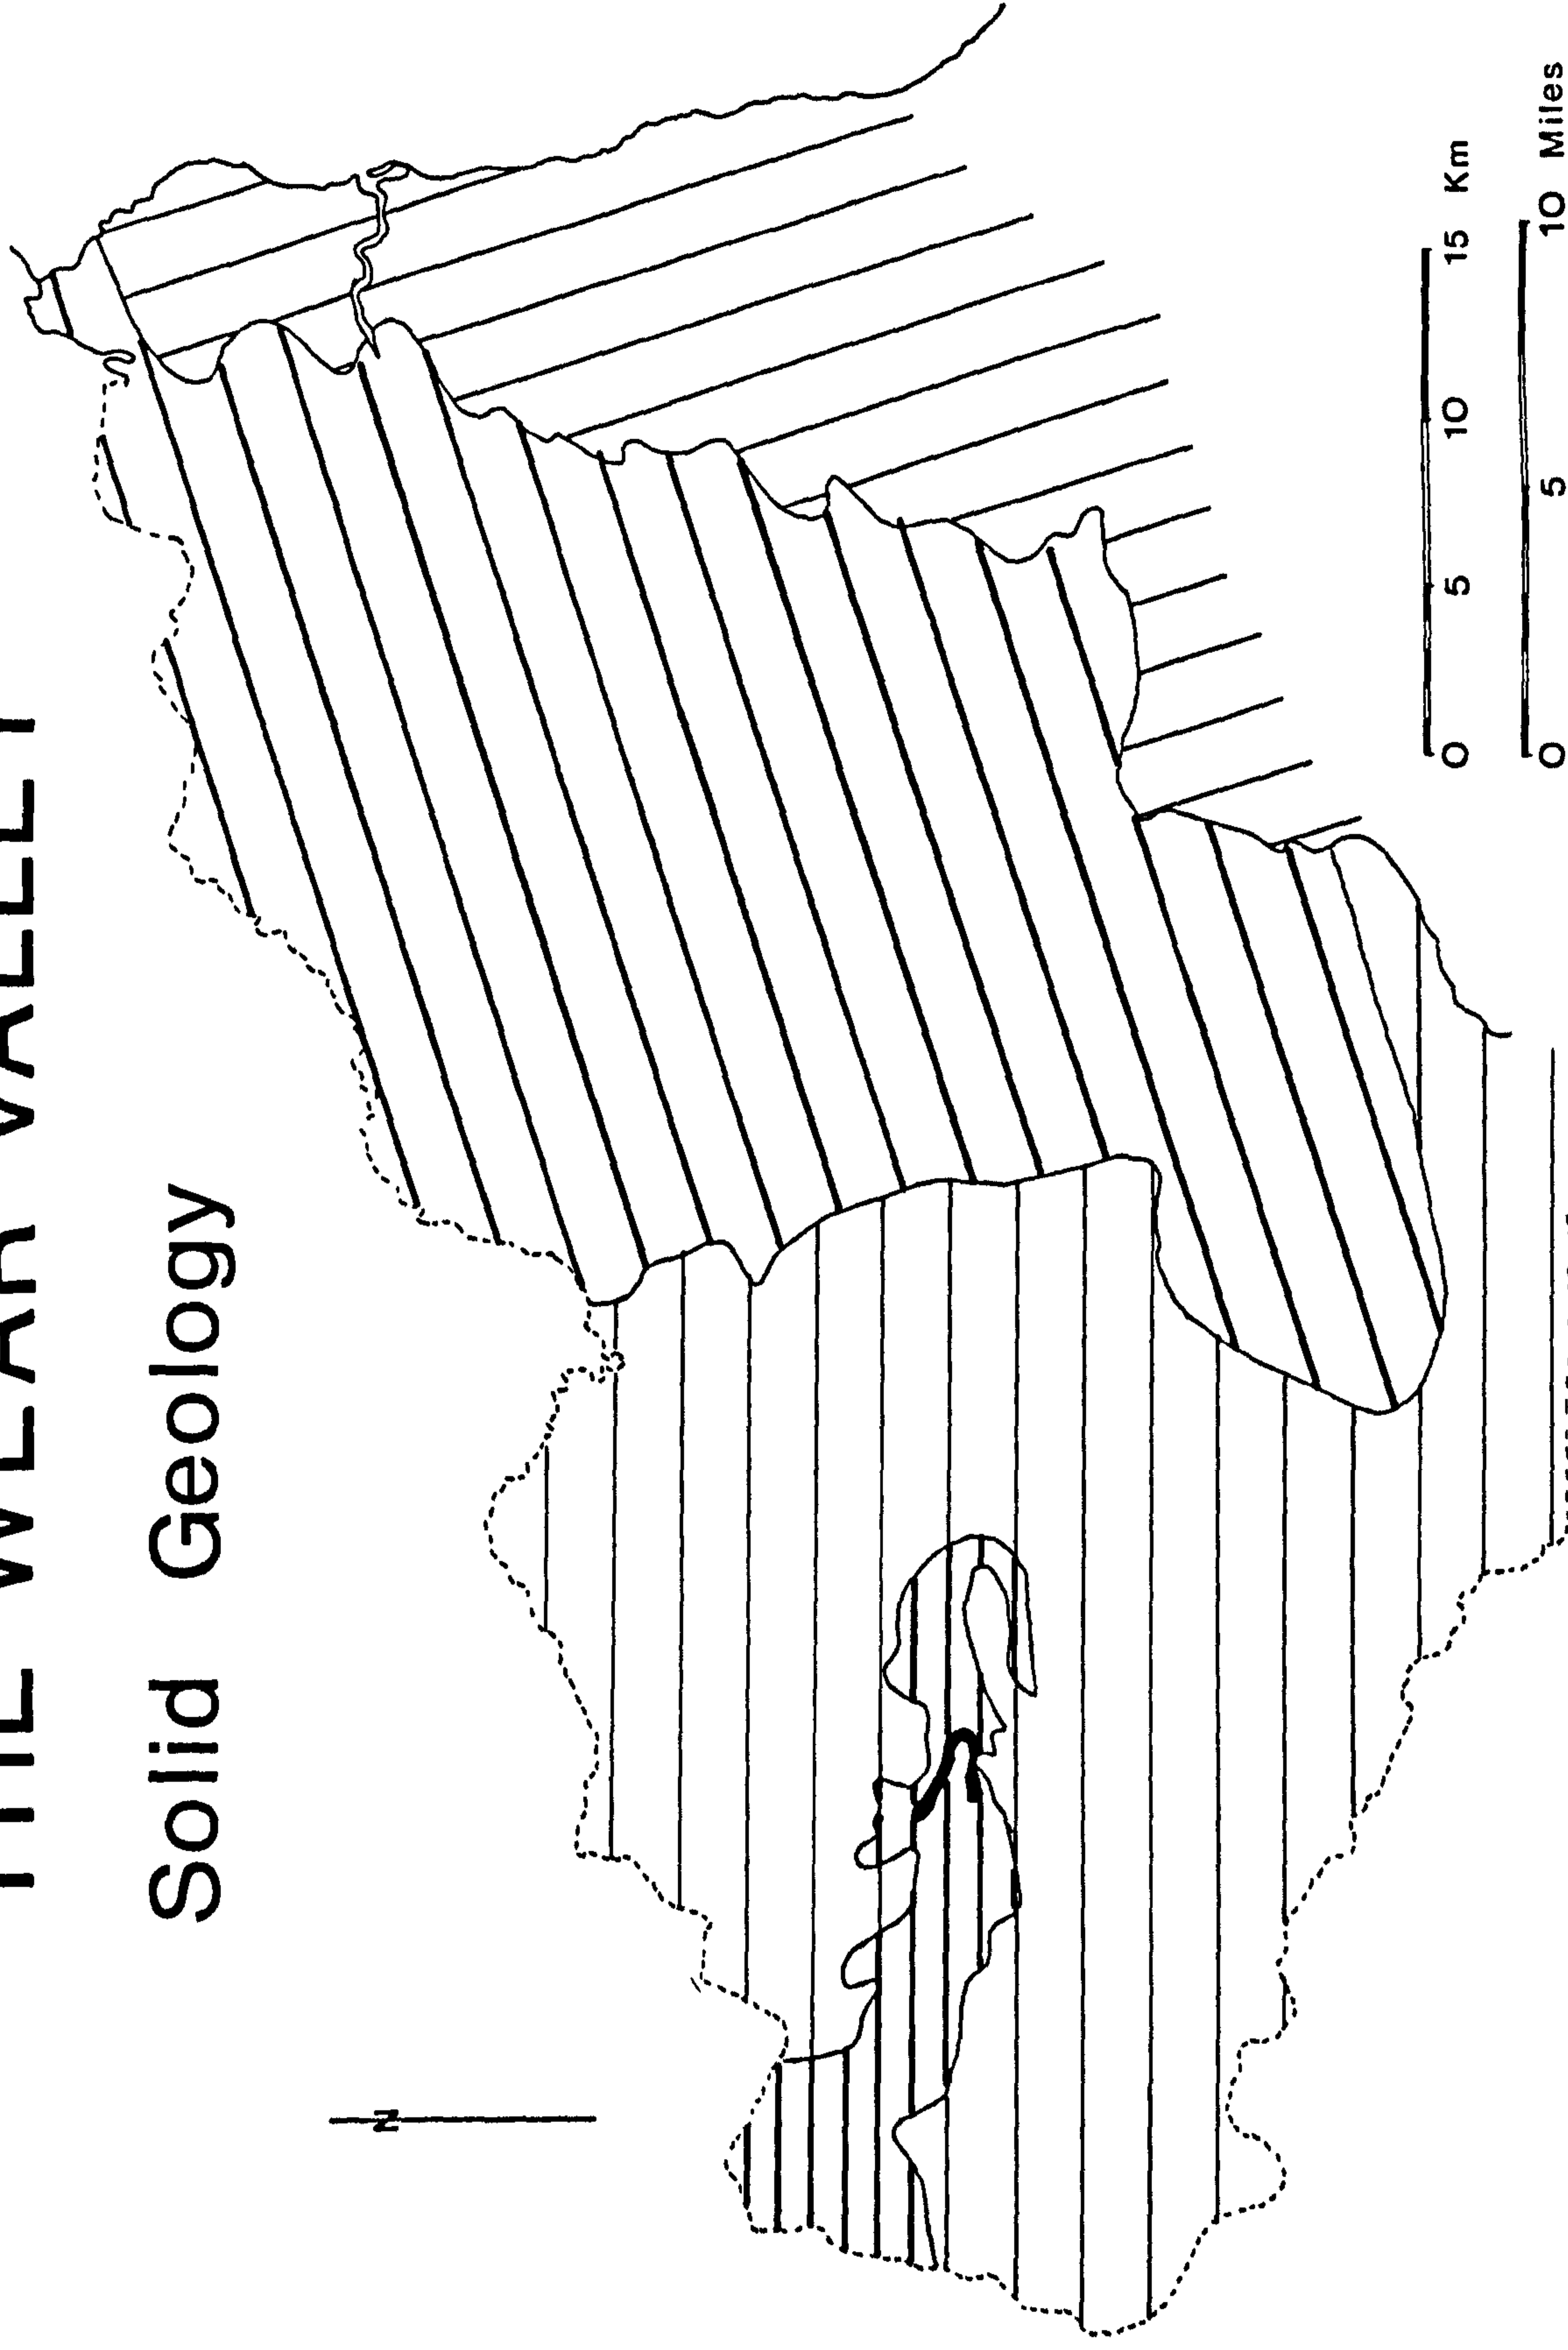 THE WEAR VALLEY
Solid Geology
N
0 5 10 15 Km
0 5 10 Miles